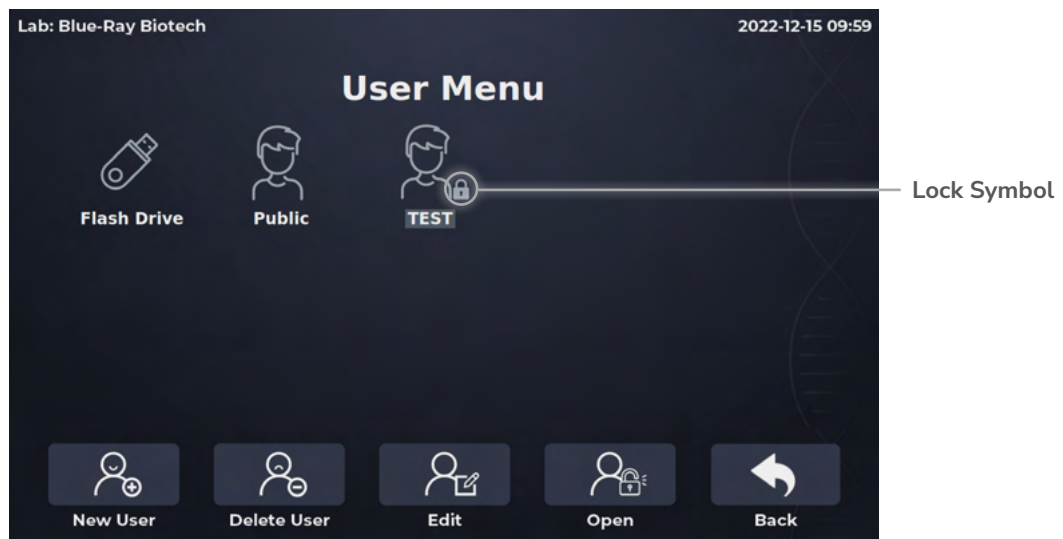 Lab: Blue-Ray Biotech 2022-12-15 09:59
User Menu
Lock Symbol
Flash Drive Public TEST
New User Delete User Edit Open Back